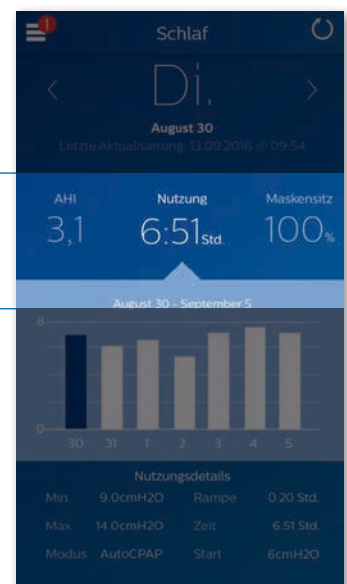 1
Schlaf
Di.
August 30
Letzte Aktualisierung 13.09.2016 @ 09:54
AHI Nutzung Maskensitz
3,1 6:51 Std. 100%
August 30 - September 5
8
0
30 31 1 2 3 4 5
Nutzungsdetails
Min 9.0cmH2O Rampe 0:20 Std.
Max 14.0cmH2O Zeit 6:51 Std.
Modus AutoCPAP Start 6cmH2O